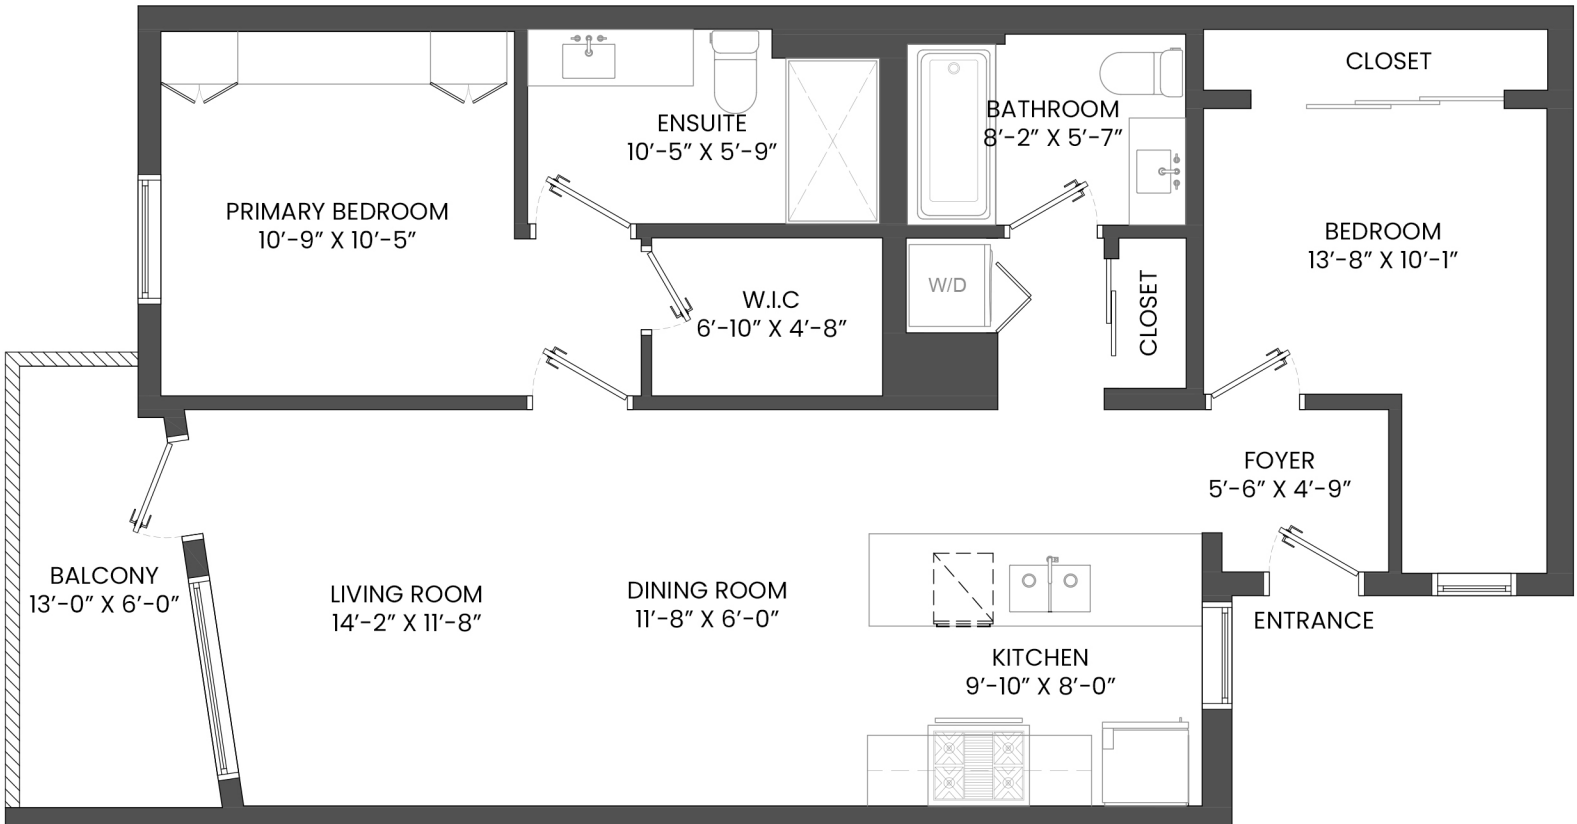 CLOSET
ENSUITE
10’-5” X 5’-9”
BATHROOM
8’-2” X 5’-7”
PRIMARY BEDROOM
10’-9” X 10’-5”
BEDROOM
13’-8” X 10’-1”
W/D
CLOSET
W.I.C
6’-10” X 4’-8”
FOYER
5’-6” X 4’-9”
BALCONY
13’-0” X 6’-0”
LIVING ROOM
14’-2” X 11’-8”
DINING ROOM
11’-8” X 6’-0”
ENTRANCE
KITCHEN
9’-10” X 8’-0”